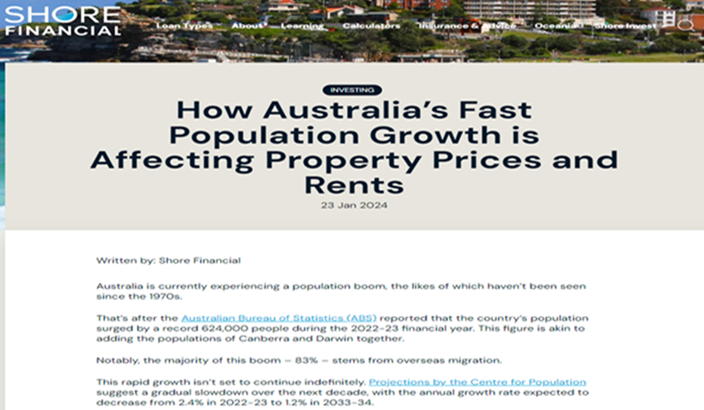 SHORE
FINANCIAL
Loan Types About Learning Calculators Insurance & Advice Oceania Shore Invest
INVESTING
How Australia's Fast
Population Growth is
Affecting Property Prices and
Rents
23 Jan 2024
Written by: Shore Financial
Australia is currently experiencing a population boom, the likes of which haven't been seen
since the 1970s.
That's after the Australian Bureau of Statistics (ABS) reported that the country's population
surged by a record 624,000 people during the 2022-23 financial year. This figure is akin to
adding the populations of Canberra and Darwin together.
Notably, the majority of this boom – 83% – stems from overseas migration.
This rapid growth isn't set to continue indefinitely. Projections by the Centre for Population
suggest a gradual slowdown over the next decade, with the annual growth rate expected to
decrease from 2.4% in 2022-23 to 1.2% in 2033-34.